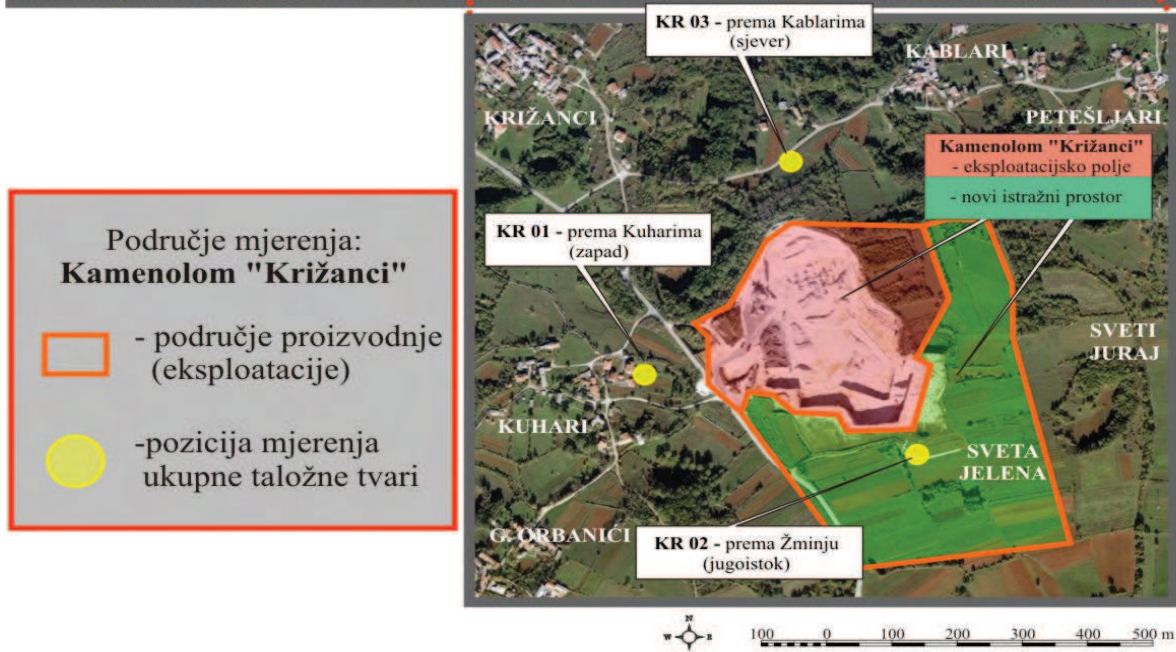 KR 03 - prema Kablarima
(sjever)
KABLARI
KRIŽANCI
PETEŠLJARI
Kamenolom "Križanci"
- eksploatacijsko polje
- novi istražni prostor
Područje mjerenja:
Kamenolom "Križanci"
- područje proizvodnje
(eksploatacije)
-pozicija mjerenja
ukupne taložne tvari
KR 01 - prema Kuharima
(zapad)
SVETI
JURAJ
KUHARI
SVETA
JELENA
G. ORBANIĆI
KR 02 - prema Žminju
(jugoistok)
N
W E
S
100 0 100 200 300 400 500 m